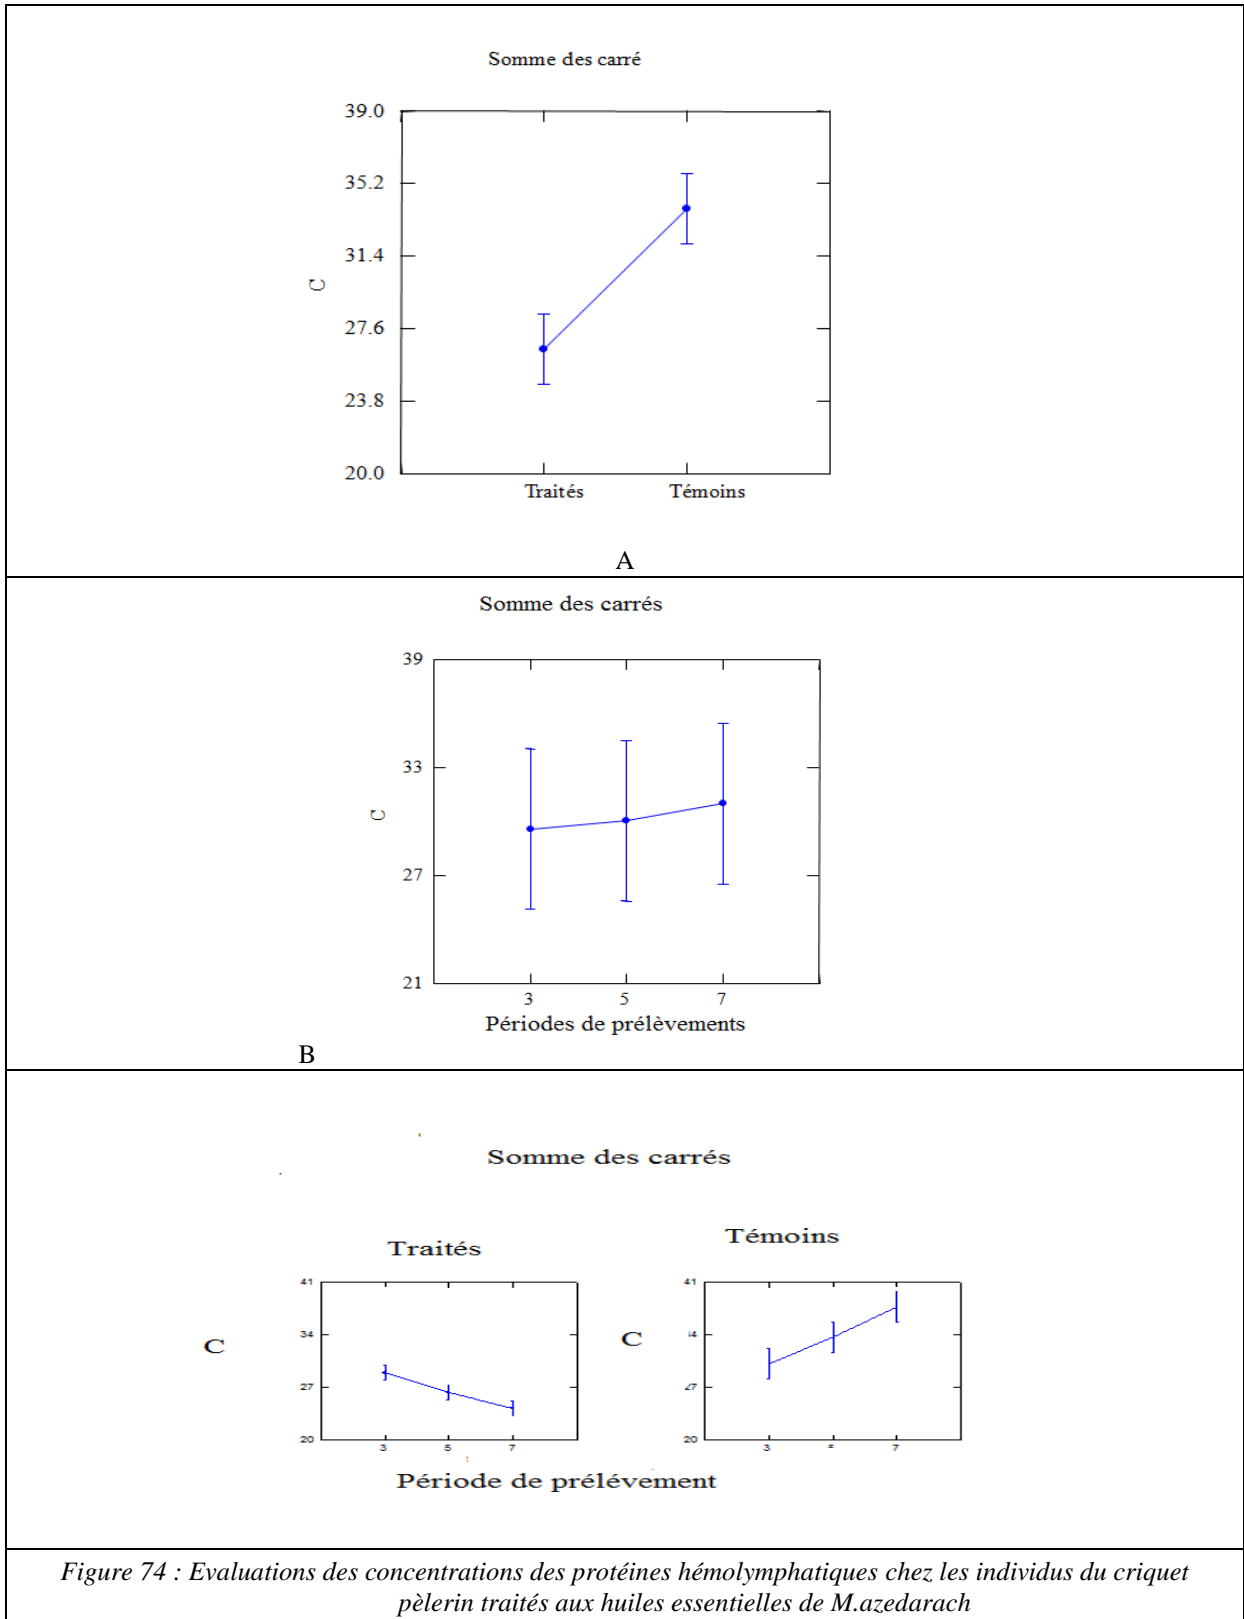 Somme des carré
39.0
35.2
31.4
C
27.6
23.8
20.0
Traités Témoins
A
Somme des carrés
39
33
C
27
21
3 5 7
Périodes de prélèvements
B
Somme des carrés
Traités Témoins
41 41
C 34 C
27
20 20
3 5 7 3 7
Période de prélévement
Figure 74 : Evaluations des concentrations des protéines hémolymphatiques chez les individus du criquet
pèlerin traités aux huiles essentielles de M.azedarach